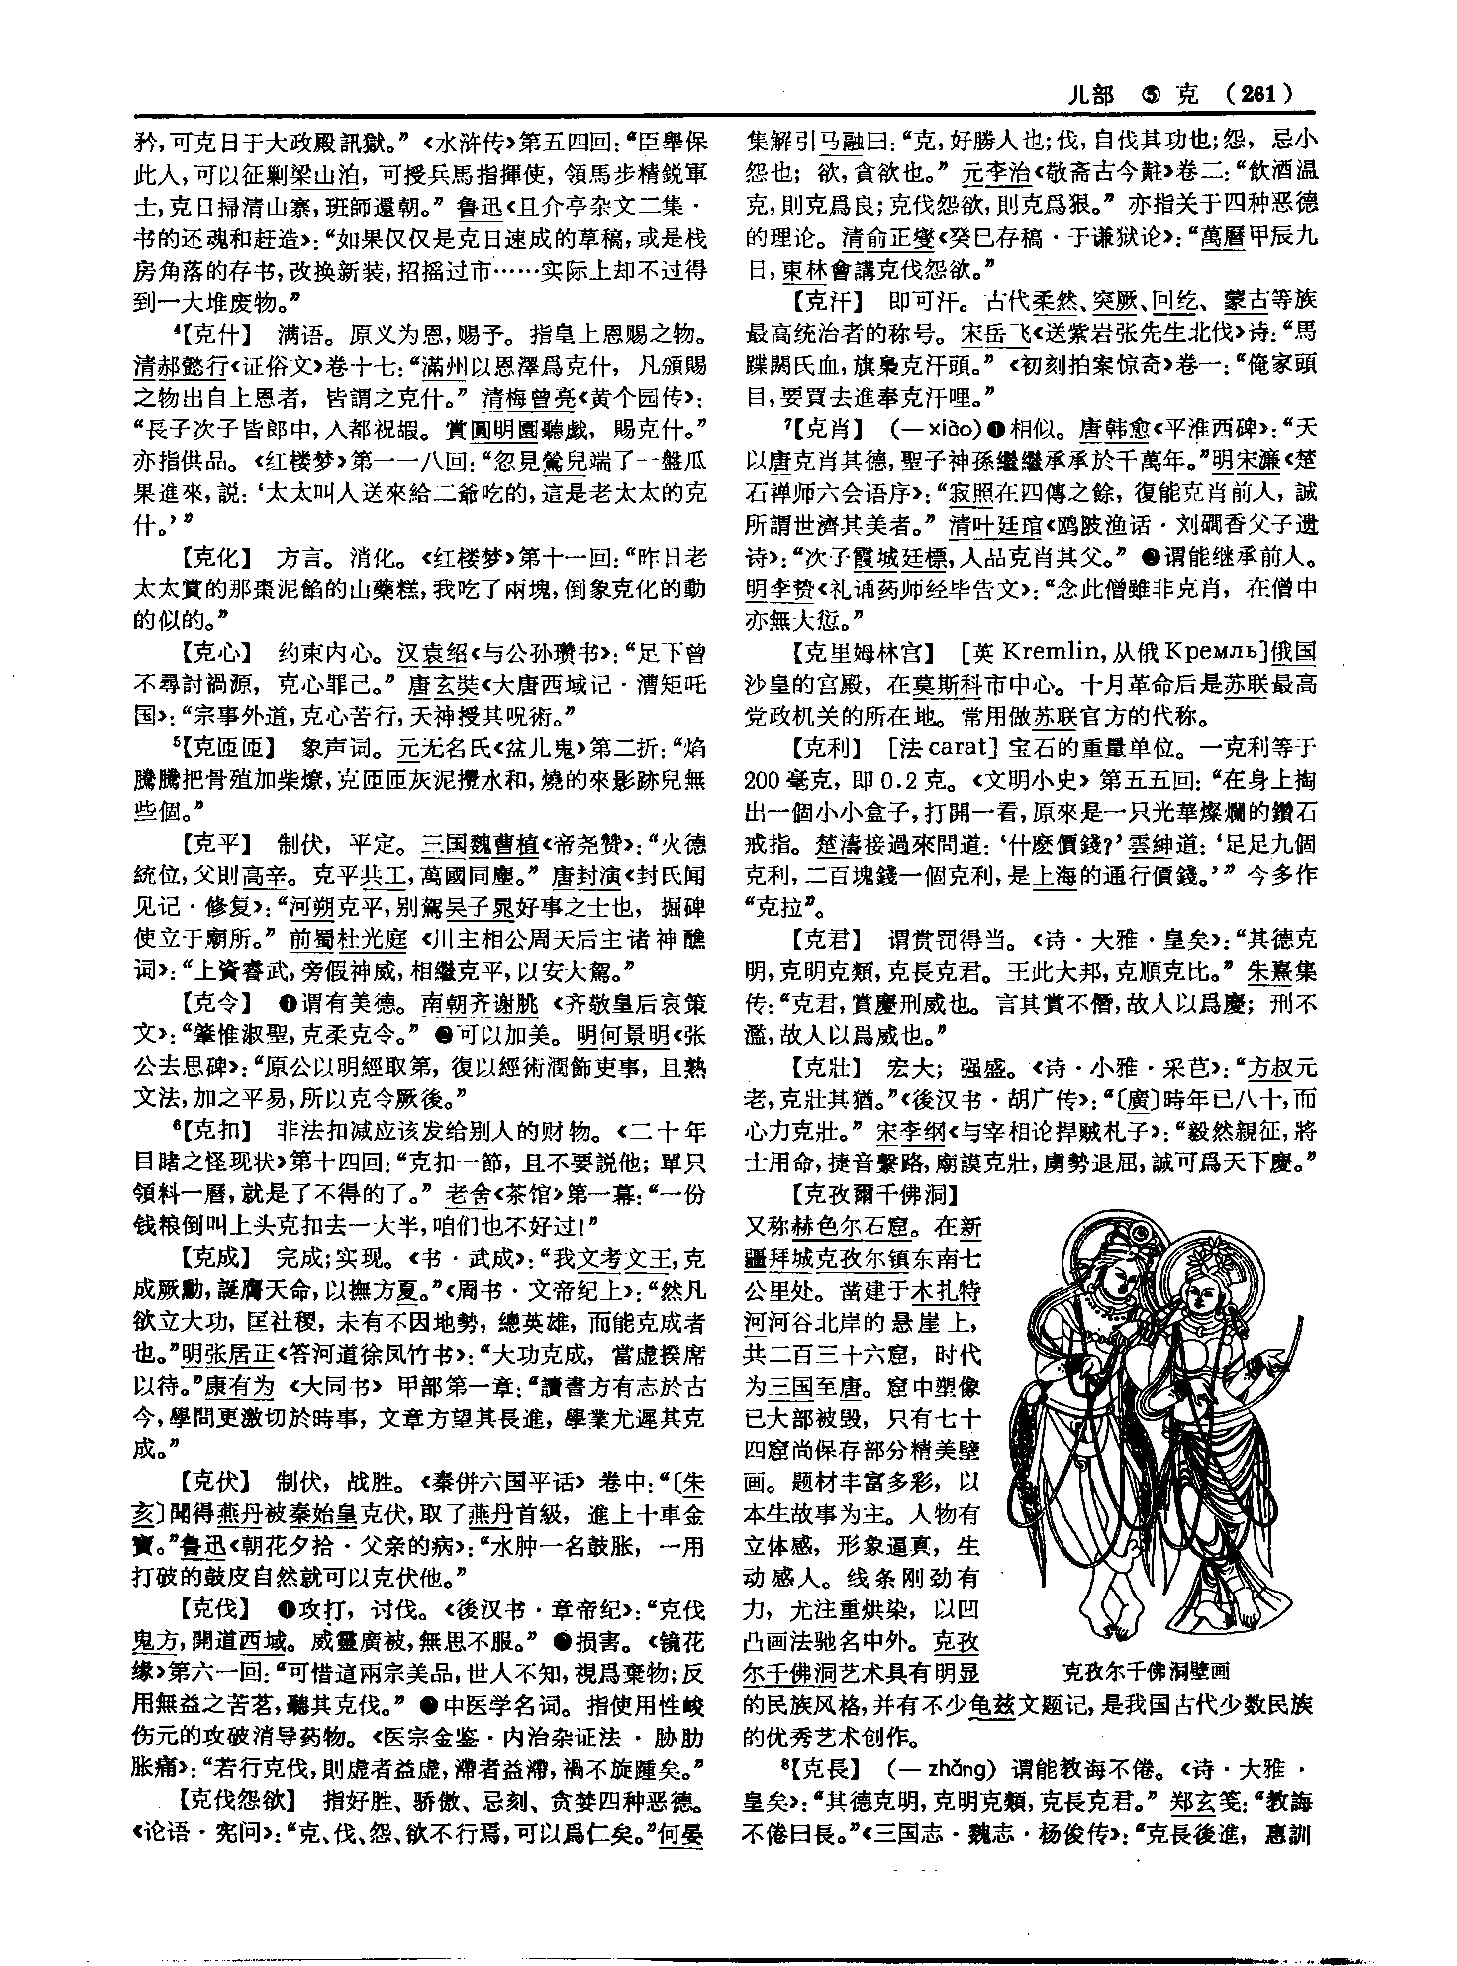 儿部 ⑤ 克 (261)
矜，可克日于大政殿訊獄。”《水浒传》第五四回：“臣舉保
此人，可以征剿梁山泊，可授兵馬指揮使，領馬步精鋭軍
士，克日掃清山寨，班師還朝。”鲁迅《且介亭杂文二集·
书的还魂和赶造》：“如果仅仅是克日速成的草稿，或是栈
房角落的存书，改换新装，招摇过市……实际上却不过得
到一大堆废物。”
⁴【克什】 满语。原义为恩，赐予。指皇上恩赐之物。
清郝懿行《证俗文》卷十七：“滿州以恩澤爲克什，凡頒賜
之物出自上恩者，皆謂之克什。”清梅曾亮《黄个园传》：
“長子次子皆郎中，入都祝嘏。賞圓明園聽戲，賜克什。”
亦指供品。《红楼梦》第一一八回：“忽見鶯兒端了一盤瓜
果進來，説：‘太太叫人送來給二爺吃的，這是老太太的克
什。’”
【克化】 方言。消化。《红楼梦》第十一回：“昨日老
太太賞的那棗泥餡的山藥糕，我吃了兩塊，倒象克化的動
的似的。”
【克心】 约束内心。汉袁绍《与公孙瓒书》：“足下曾
不尋討禍源，克心罪己。”唐玄奘《大唐西域记·漕矩吒
国》：“宗事外道，克心苦行，天神授其呪術。”
⁵【克匝匝】 象声词。元无名氏《盆儿鬼》第二折：“焰
騰騰把骨殖加柴燎，克匝匝灰泥攪水和，燒的來影跡兒無
些個。”
【克平】 制伏，平定。三国魏曹植《帝尧赞》：“火德
統位，父則高辛。克平共工，萬國同塵。”唐封演《封氏闻
见记·修复》：“河朔克平，别駕吴子晁好事之士也，掘碑
使立于廟所。”前蜀杜光庭《川主相公周天后主诸神醮
词》：“上資睿武，旁假神威，相繼克平，以安大駕。”
【克令】 ❶谓有美德。南朝齐谢朓《齐敬皇后哀策
文》：“肇惟淑聖，克柔克令。”❷可以加美。明何景明《张
公去思碑》：“原公以明經取第，復以經術潤飾吏事，且熟
文法，加之平易，所以克令厥後。”
⁶【克扣】 非法扣减应该发给别人的财物。《二十年
目睹之怪现状》第十四回：“克扣一節，且不要説他；單只
領料一層，就是了不得的了。”老舍《茶馆》第一幕：“一份
钱粮倒叫上头克扣去一大半，咱们也不好过！”
【克成】 完成；实现。《书·武成》：“我文考文王，克
成厥勳，誕膺天命，以撫方夏。”《周书·文帝纪上》：“然凡
欲立大功，匡社稷，未有不因地勢，總英雄，而能克成者
也。”明张居正《答河道徐凤竹书》：“大功克成，當虚揆席
以待。”康有为《大同书》甲部第一章：“讀書方有志於古
今，學問更激切於時事，文章方望其長進，學業尤遲其克
成。”
【克伏】 制伏，战胜。《秦併六国平话》卷中：“〔朱
亥〕聞得燕丹被秦始皇克伏，取了燕丹首級，進上十車金
寶。”鲁迅《朝花夕拾·父亲的病》：“水肿一名鼓胀，一用
打破的鼓皮自然就可以克伏他。”
【克伐】 ❶攻打，讨伐。《後汉书·章帝纪》：“克伐
鬼方，開道西域。威靈廣被，無思不服。”❷损害。《镜花
缘》第六一回：“可惜這兩宗美品，世人不知，視爲棄物；反
用無益之苦茗，聽其克伐。”❸中医学名词。指使用性峻
伤元的攻破消导药物。《医宗金鉴·内治杂证法·胁肋
胀痛》：“若行克伐，則虚者益虚，滯者益滯，禍不旋踵矣。”
【克伐怨欲】 指好胜、骄傲、忌刻、贪婪四种恶德。
《论语·宪问》：“克、伐、怨、欲不行焉，可以爲仁矣。”何晏
集解引马融曰：“克，好勝人也；伐，自伐其功也；怨，忌小
怨也；欲，貪欲也。”元李治《敬斋古今黈》卷二：“飲酒温
克，則克爲良；克伐怨欲，則克爲狠。”亦指关于四种恶德
的理论。清俞正燮《癸巳存稿·于谦狱论》：“萬曆甲辰九
日，東林會講克伐怨欲。”
【克汗】 即可汗。古代柔然、突厥、回纥、蒙古等族
最高统治者的称号。宋岳飞《送紫岩张先生北伐》诗：“馬
蹀閼氏血，旗裊克汗頭。”《初刻拍案惊奇》卷一：“俺家頭
目，要買去進奉克汗哩。”
⁷【克肖】 （—xiào）❶相似。唐韩愈《平淮西碑》：“天
以唐克肖其德，聖子神孫繼繼承承於千萬年。”明宋濂《楚
石禅师六会语序》：“寂照在四傳之餘，復能克肖前人，誠
所謂世濟其美者。”清叶廷琯《鸥陂渔话·刘礀香父子遗
诗》：“次子霞城廷標，人品克肖其父。”❷谓能继承前人。
明李贽《礼诵药师经毕告文》：“念此僧雖非克肖，在僧中
亦無大愆。”
【克里姆林宫】 [英 Kremlin，从俄 Кремль]俄国
沙皇的宫殿，在莫斯科市中心。十月革命后是苏联最高
党政机关的所在地。常用做苏联官方的代称。
【克利】 [法 carat] 宝石的重量单位。一克利等于
200毫克，即0.2克。《文明小史》第五五回：“在身上掏
出一個小小盒子，打開一看，原來是一只光華燦爛的鑽石
戒指。楚濤接過來問道：‘什麽價錢？’雲紳道：‘足足九個
克利，二百塊錢一個克利，是上海的通行價錢。’”今多作
“克拉”。
【克君】 谓赏罚得当。《诗·大雅·皇矣》：“其德克
明，克明克類，克長克君。王此大邦，克順克比。”朱熹集
传：“克君，賞慶刑威也。言其賞不僭，故人以爲慶；刑不
濫，故人以爲威也。”
【克壯】 宏大；强盛。《诗·小雅·采芑》：“方叔元
老，克壯其猶。”《後汉书·胡广传》：“〔廣〕時年已八十，而
心力克壯。”宋李纲《与宰相论捍贼札子》：“毅然親征，將
士用命，捷音繫路，廟謨克壯，虜勢退屈，誠可爲天下慶。”
【克孜爾千佛洞】
又称赫色尔石窟。在新
疆拜城克孜尔镇东南七
公里处。凿建于木扎特
河河谷北岸的悬崖上，
共二百三十六窟，时代
为三国至唐。窟中塑像
已大部被毁，只有七十
四窟尚保存部分精美壁
画。题材丰富多彩，以
本生故事为主。人物有
立体感，形象逼真，生
动感人。线条刚劲有
力，尤注重烘染，以凹
凸画法驰名中外。克孜
尔千佛洞艺术具有明显
克孜尔千佛洞壁画
的民族风格，并有不少龟兹文题记，是我国古代少数民族
的优秀艺术创作。
⁸【克長】 （—zhǎng）谓能教诲不倦。《诗·大雅·
皇矣》：“其德克明，克明克類，克長克君。”郑玄笺：“教誨
不倦曰長。”《三国志·魏志·杨俊传》：“克長後進，惠訓